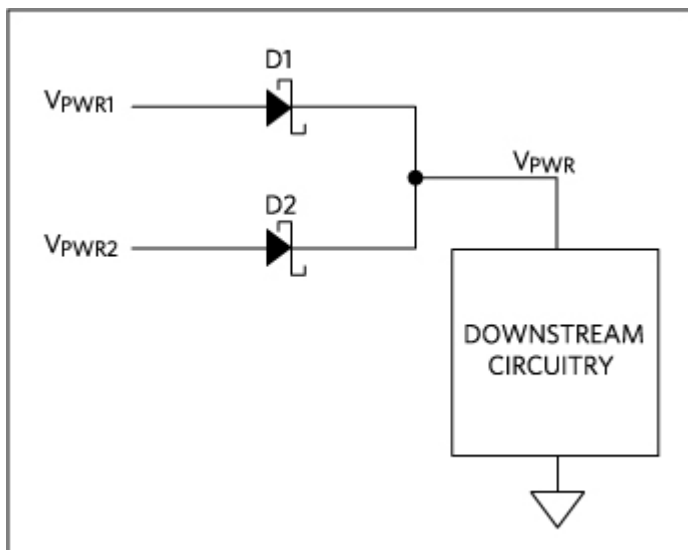 D1
VPWR1
VPWR
D2
VPWR2
DOWNSTREAM
CIRCUITRY